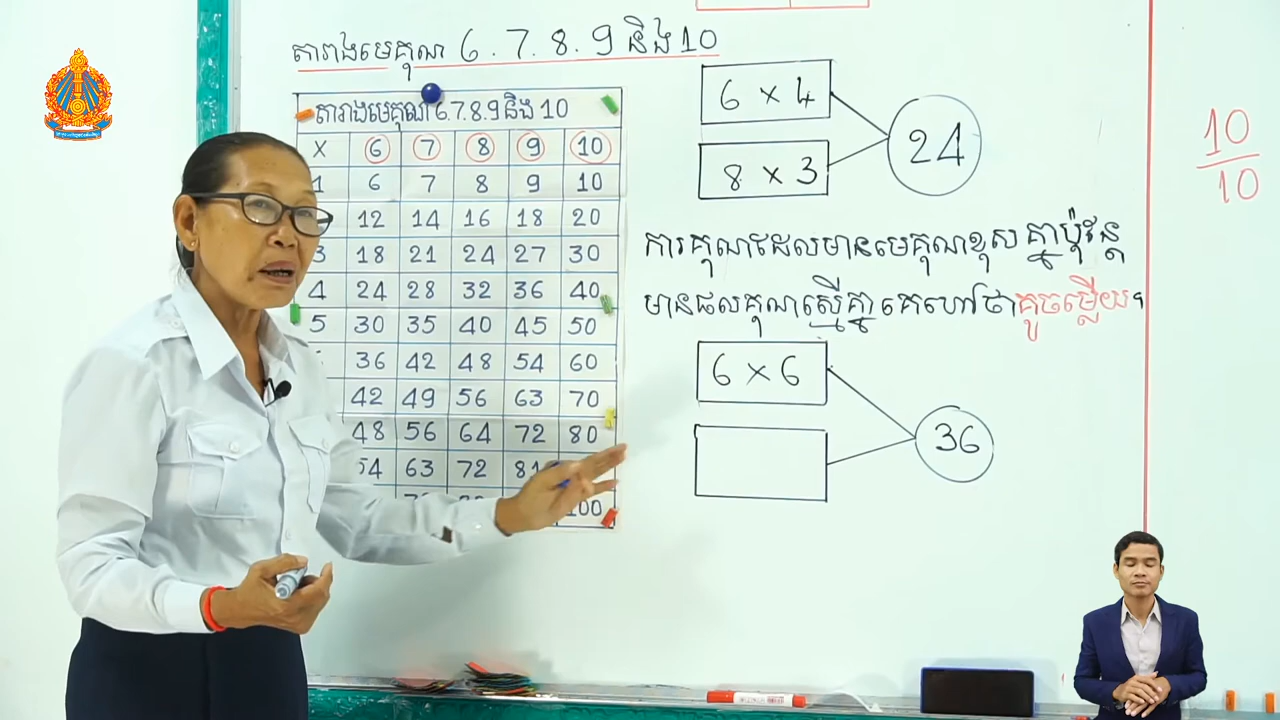 តារាងមេគុណ 6 . 7 . 8 . 9 និង 10
តារាងមេគុណ 6.7.8.9 និង 10
X 6 7 8 9 10
1 6 7 8 9 10
12 14 16 18 20
3 18 21 24 27 30
4 24 28 32 36 40
5 30 35 40 45 50
36 42 48 54 60
42 49 56 63 70
48 56 64 72 80
54 63 72 81
100
6 x 4
8 x 3
24
ការគុណដែលមានមេគុណខុសគ្នាប៉ុន្តែ
មានផលគុណស្មើគ្នាគេហៅថាគូចម្លើយ។
6 x 6
36
10
10